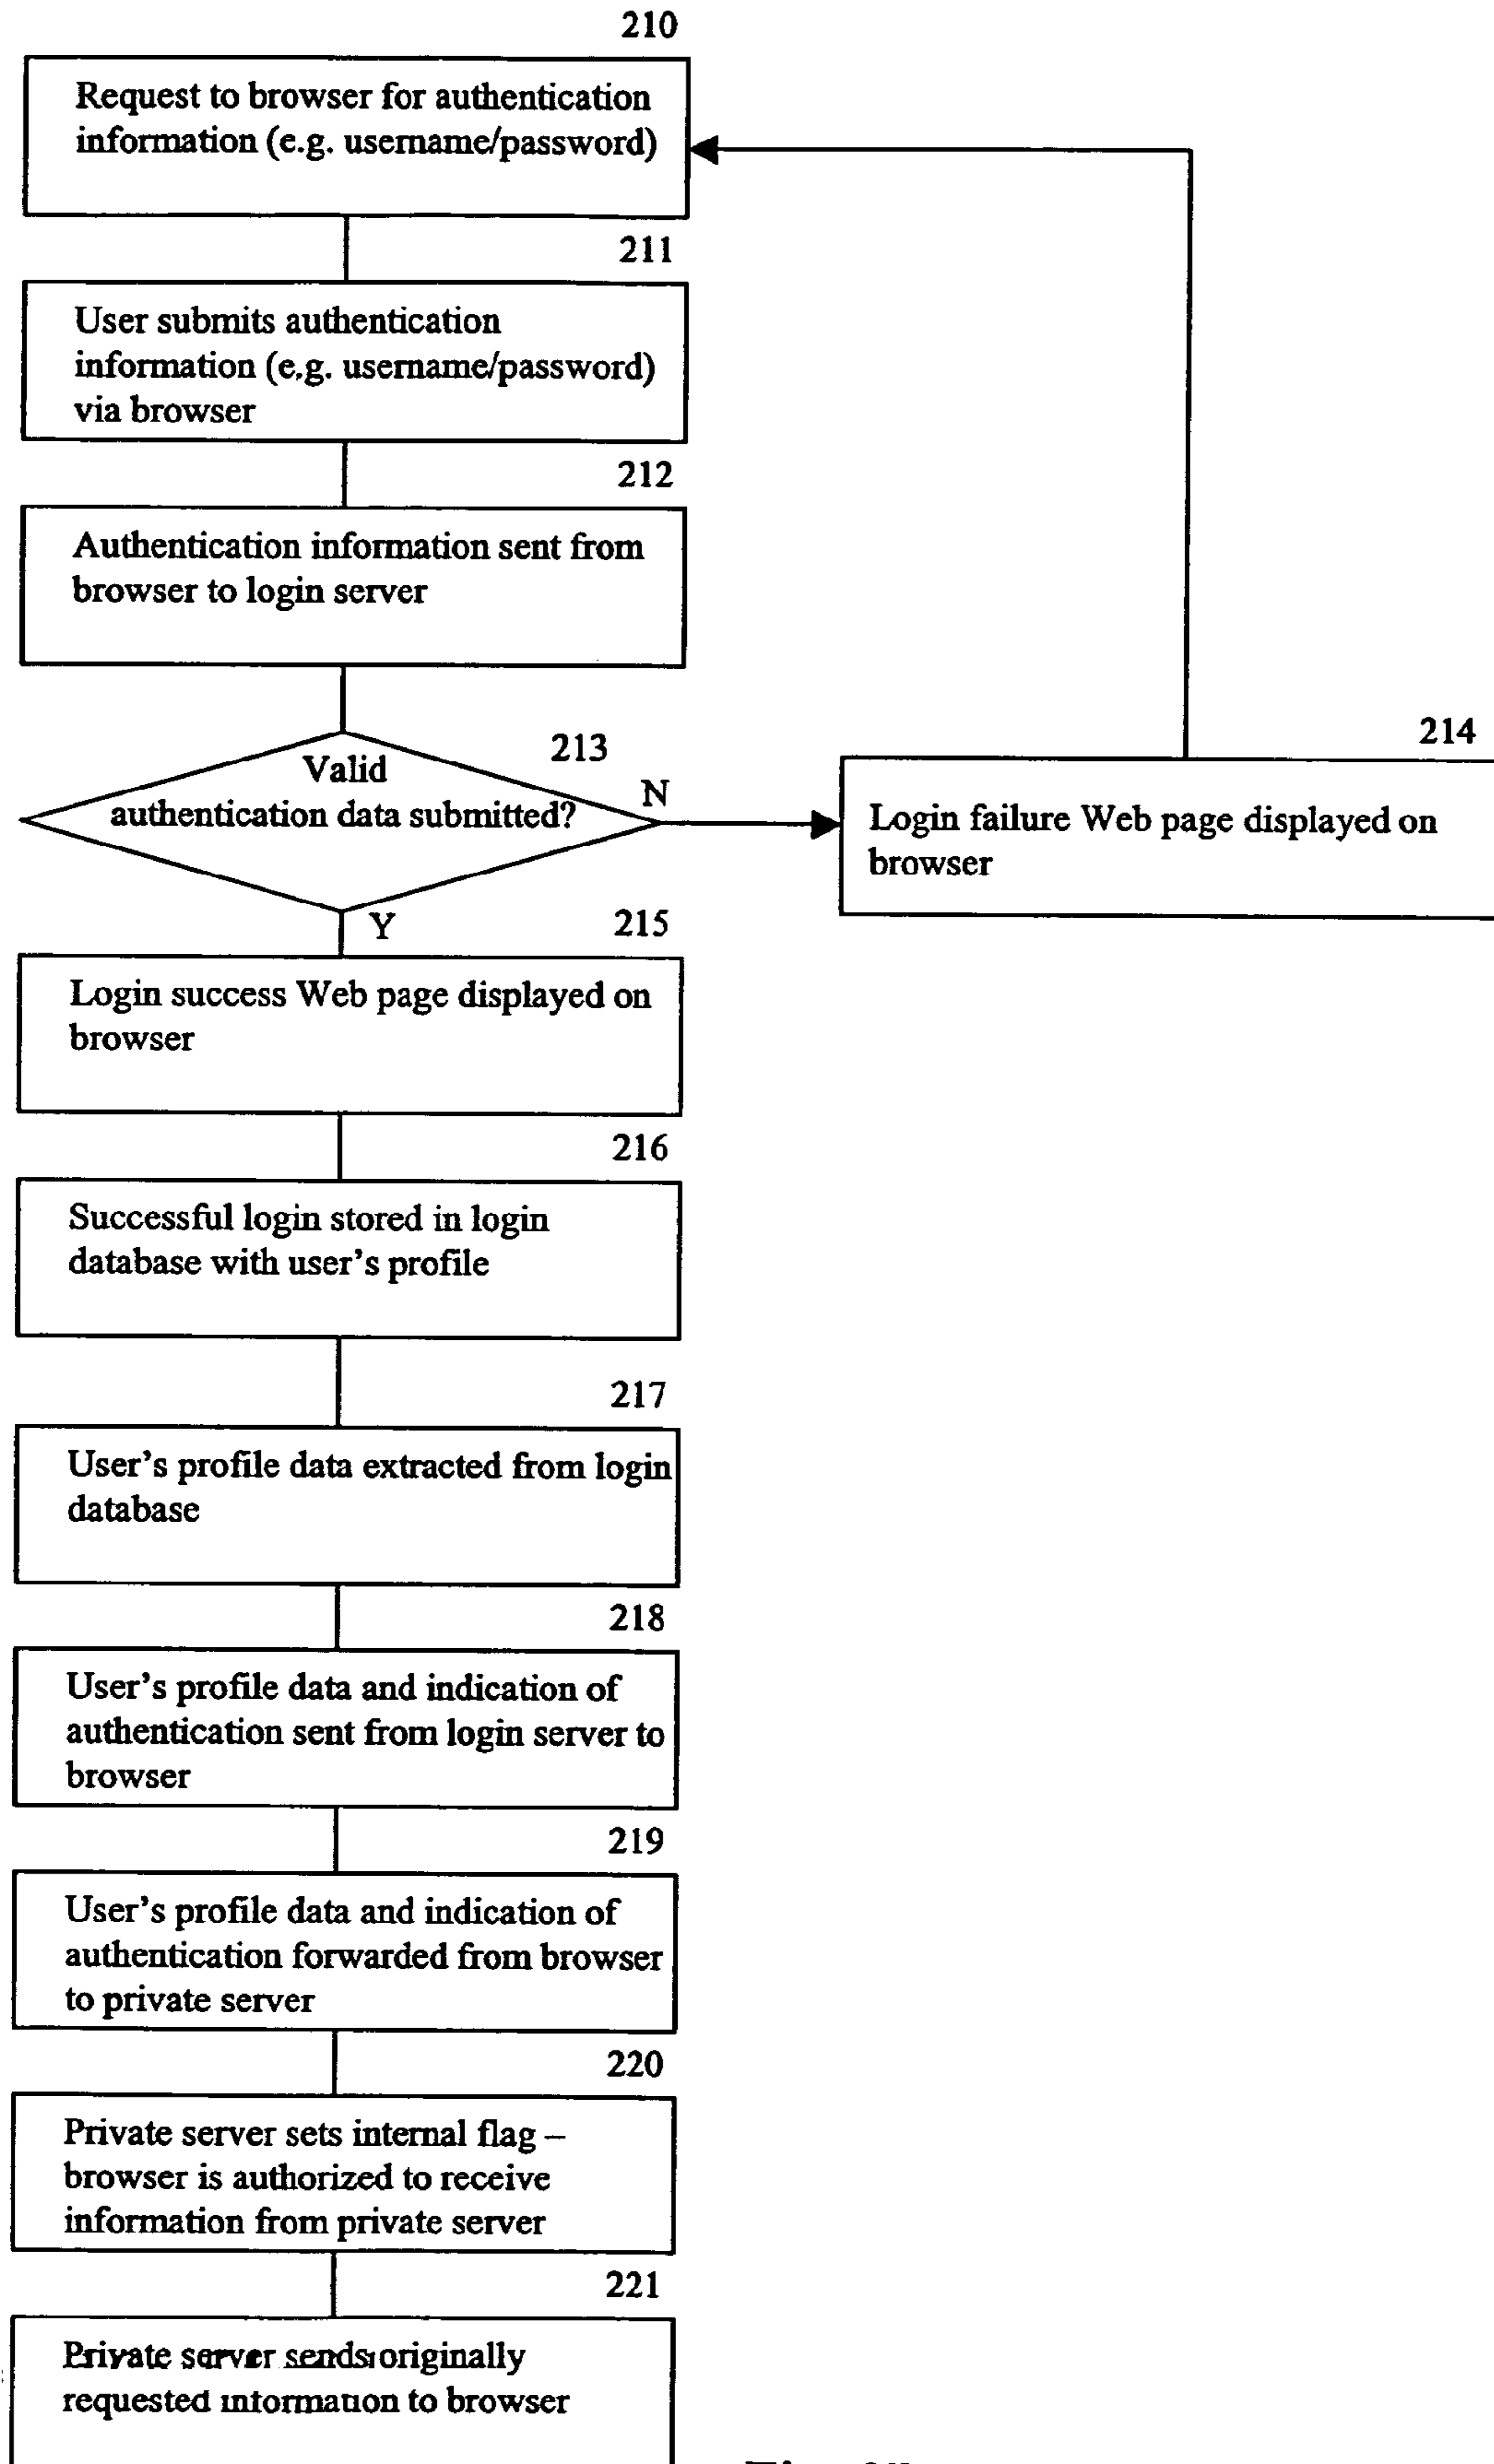 210
Request to browser for authentication
information (e.g. username/password)
211
User submits authentication
information (e.g. username/password)
via browser
212
Authentication information sent from
browser to login server
213
Valid
authentication data submitted?
N
214
Login failure Web page displayed on
browser
Y
215
Login success Web page displayed on
browser
216
Successful login stored in login
database with user's profile
217
User's profile data extracted from login
database
218
User's profile data and indication of
authentication sent from login server to
browser
219
User's profile data and indication of
authentication forwarded from browser
to private server
220
Private server sets internal flag –
browser is authorized to receive
information from private server
221
Private server sends originally
requested information to browser